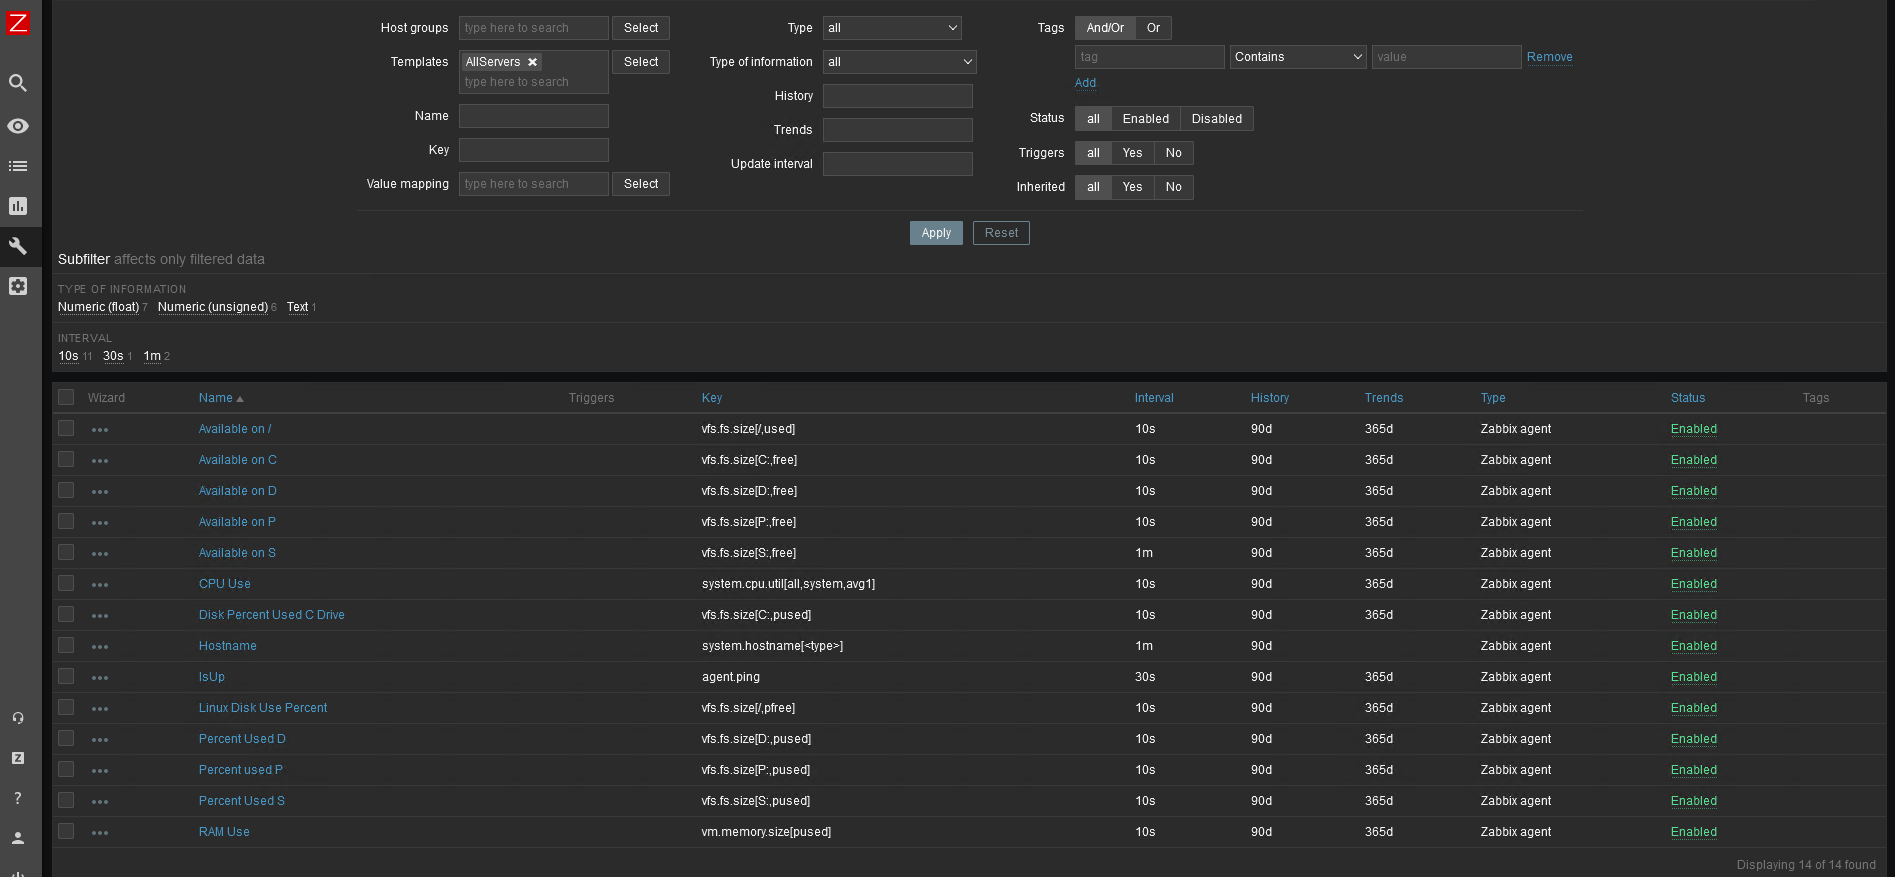 Z
Host groups type here to search Select Type all Tags And/Or Or
Templates AllServers Select Type of information all tag Contains value Remove
type here to search Add
History
Name Trends Status all Enabled Disabled
Key Update interval Triggers all Yes No
Value mapping type here to search Select Inherited all Yes No
Apply Reset
Subfilter affects only filtered data
TYPE OF INFORMATION
Numeric (float) 7 Numeric (unsigned) 6 Text 1
INTERVAL
10s 11 30s 1 1m 2
Wizard Name Triggers Key Interval History Trends Type Status Tags
Available on / vfs.fs.size[/,used] 10s 90d 365d Zabbix agent Enabled
Available on C vfs.fs.size[C:,free] 10s 90d 365d Zabbix agent Enabled
Available on D vfs.fs.size[D:,free] 10s 90d 365d Zabbix agent Enabled
Available on P vfs.fs.size[P:,free] 10s 90d 365d Zabbix agent Enabled
Available on S vfs.fs.size[S:,free] 1m 90d 365d Zabbix agent Enabled
CPU Use system.cpu.util[all,system,avg1] 10s 90d 365d Zabbix agent Enabled
Disk Percent Used C Drive vfs.fs.size[C:,pused] 10s 90d 365d Zabbix agent Enabled
Hostname system.hostname[<type>] 1m 90d Zabbix agent Enabled
IsUp agent.ping 30s 90d 365d Zabbix agent Enabled
Linux Disk Use Percent vfs.fs.size[/,pfree] 10s 90d 365d Zabbix agent Enabled
Percent Used D vfs.fs.size[D:,pused] 10s 90d 365d Zabbix agent Enabled
Percent used P vfs.fs.size[P:,pused] 10s 90d 365d Zabbix agent Enabled
Percent Used S vfs.fs.size[S:,pused] 10s 90d 365d Zabbix agent Enabled
RAM Use vm.memory.size[pused] 10s 90d 365d Zabbix agent Enabled
Displaying 14 of 14 found